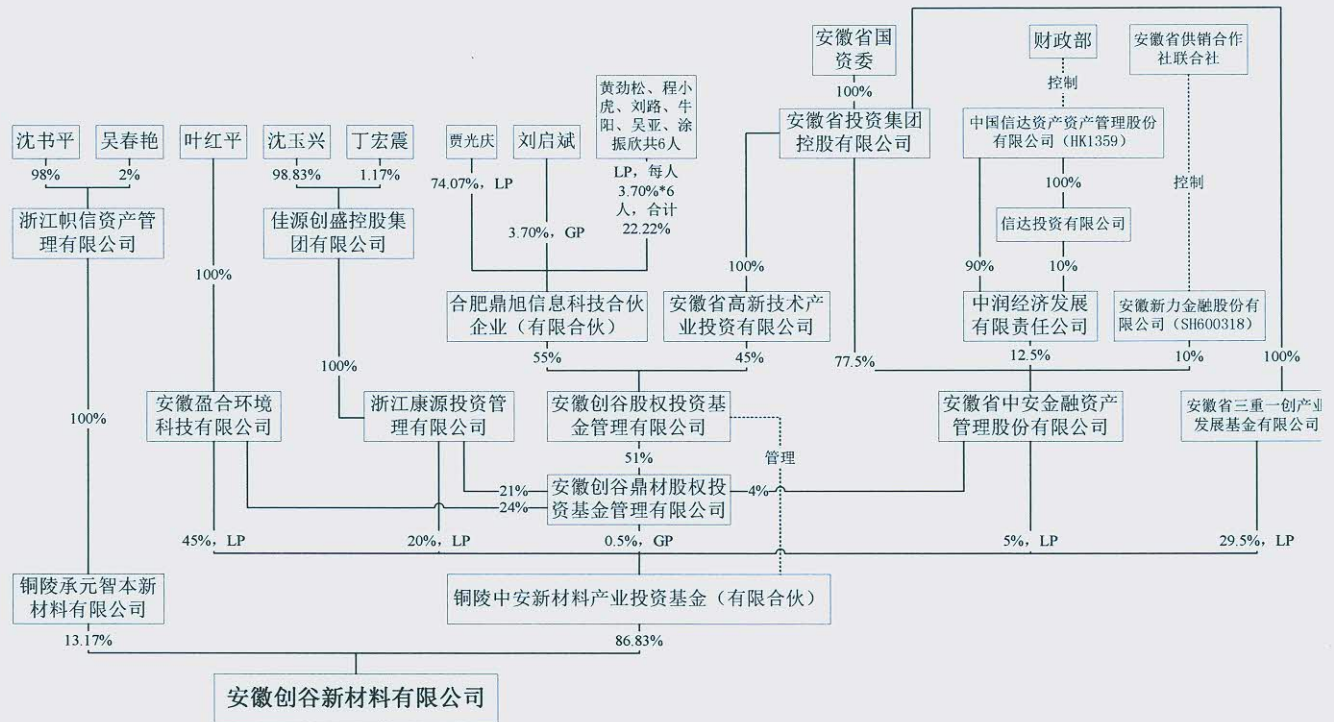 安徽省国
资委
财政部
安徽省供销合作
社联合社
100%
控制
黄劲松、程小
虎、刘路、牛
阳、吴亚、涂
振欣共6人
安徽省投资集团
控股有限公司
中国信达资产资产管理股份
有限公司（HK1359）
沈书平
吴春艳
叶红平
沈玉兴
丁宏震
贾光庆
刘启斌
98%
2%
98.83%
1.17%
74.07%，LP
LP，每人
3.70%*6
人，合计
22.22%
100%
控制
浙江帜信资产管
理有限公司
佳源创盛控股集
团有限公司
信达投资有限公司
3.70%，GP
100%
100%
90%
10%
合肥鼎旭信息科技合伙
企业（有限合伙）
安徽省高新技术产
业投资有限公司
中润经济发展
有限责任公司
安徽新力金融股份有
限公司（SH600318）
55%
45%
77.5%
12.5%
10%
100%
100%
100%
安徽盈合环境
科技有限公司
浙江康源投资管
理有限公司
安徽创谷股权投资基
金管理有限公司
安徽省中安金融资产
管理股份有限公司
安徽省三重一创产业
发展基金有限公司
51%
管理
21%
24%
安徽创谷鼎材股权投
资基金管理有限公司
4%
45%，LP
20%，LP
0.5%，GP
5%，LP
29.5%，LP
铜陵承元智本新
材料有限公司
铜陵中安新材料产业投资基金（有限合伙）
13.17%
86.83%
安徽创谷新材料有限公司